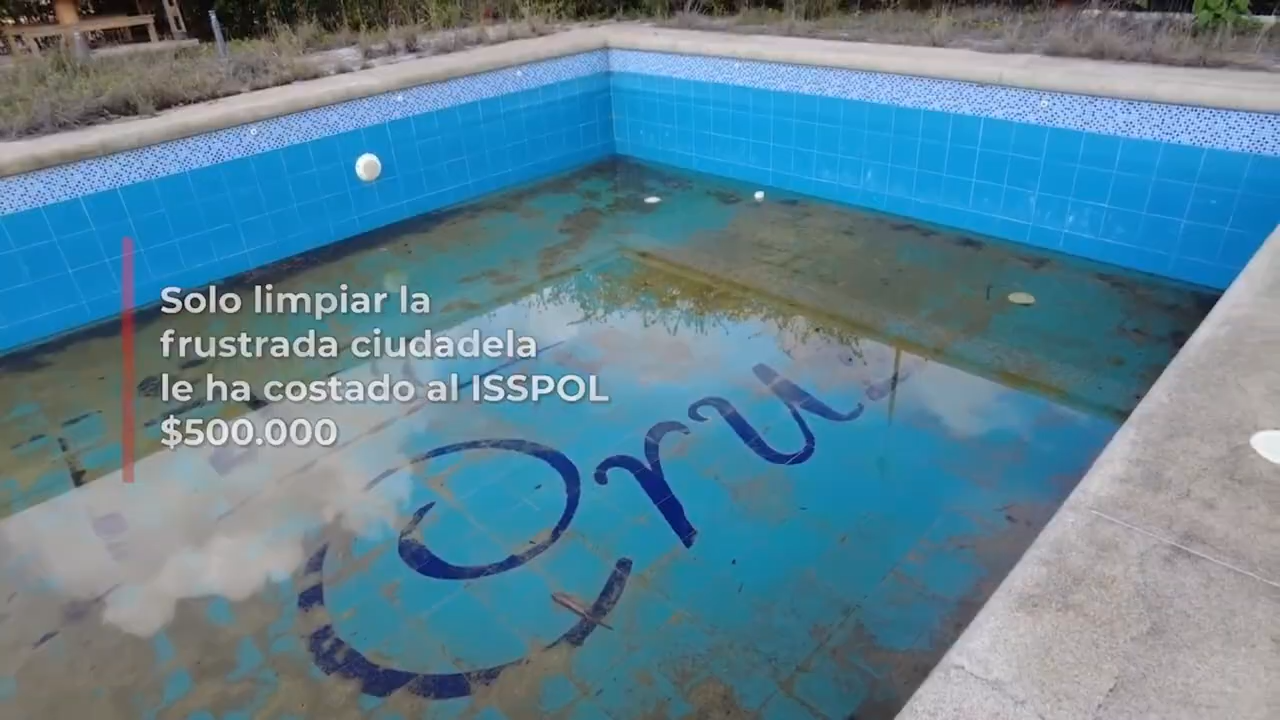 Solo limpiar la
frustrada ciudadela
le ha costado al ISSPOL
$500.000